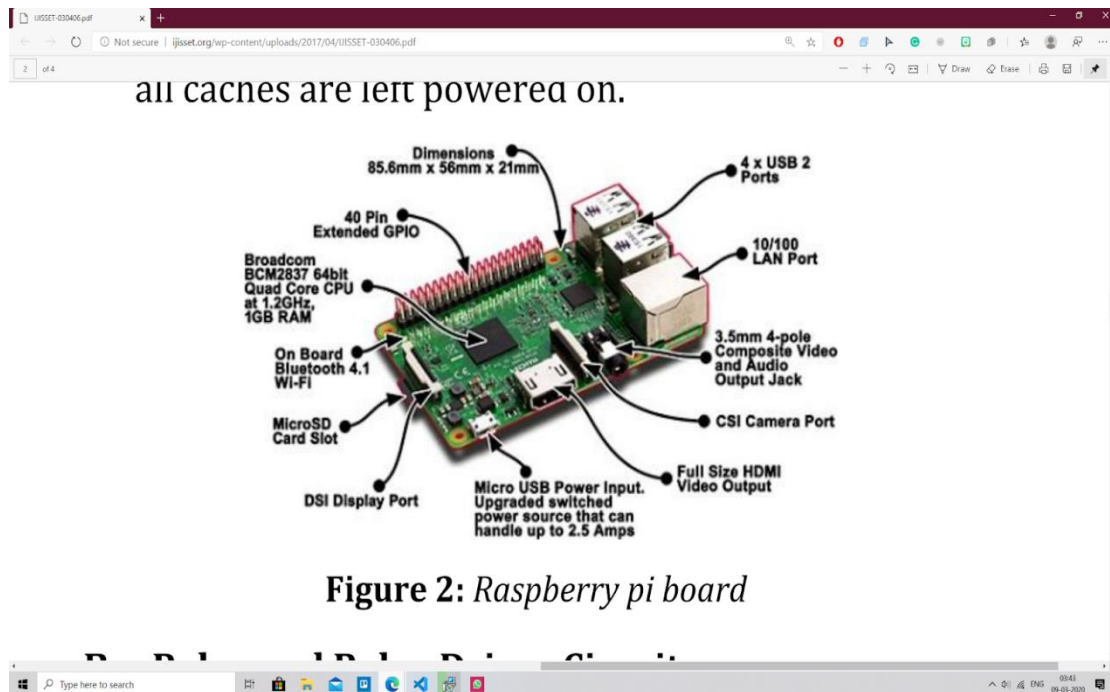 IJISSET-030406.pdf
Not secure | ijisset.org/wp-content/uploads/2017/04/IJISSET-030406.pdf
2 of 4
Draw
Erase
all caches are left powered on.
Dimensions
85.6mm x 56mm x 21mm
4 x USB 2
Ports
40 Pin
Extended GPIO
10/100
LAN Port
Broadcom
BCM2837 64bit
Quad Core CPU
at 1.2GHz,
1GB RAM
On Board
Bluetooth 4.1
Wi-Fi
3.5mm 4-pole
Composite Video
and Audio
Output Jack
MicroSD
Card Slot
CSI Camera Port
DSI Display Port
Micro USB Power Input.
Upgraded switched
power source that can
handle up to 2.5 Amps
Full Size HDMI
Video Output
Figure 2: Raspberry pi board
Type here to search
ENG
03:43
09-03-2020